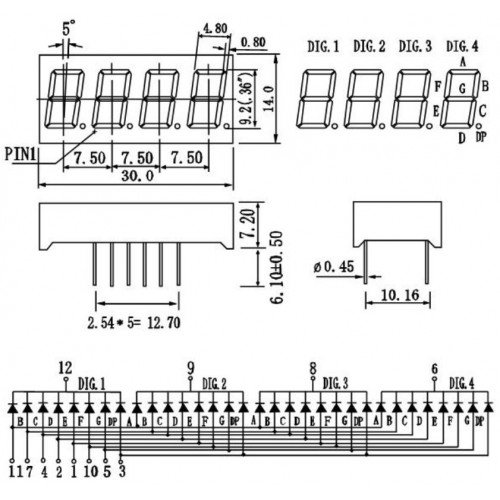 5°
4.80
0.80
DIG.1 DIG.2 DIG.3 DIG.4
A
F G B
E C
D DP
9.2(.36")
14.0
PIN1
7.50 7.50 7.50
30.0
7.20
6.10±0.50
ø0.45
10.16
2.54*5=12.70
12 9 8 6
DIG.1 DIG.2 DIG.3 DIG.4
A B C D E F G DP A B C D E F G DP A B C D E F G DP A B C D E F G DP
11 7 4 2 1 10 5 3